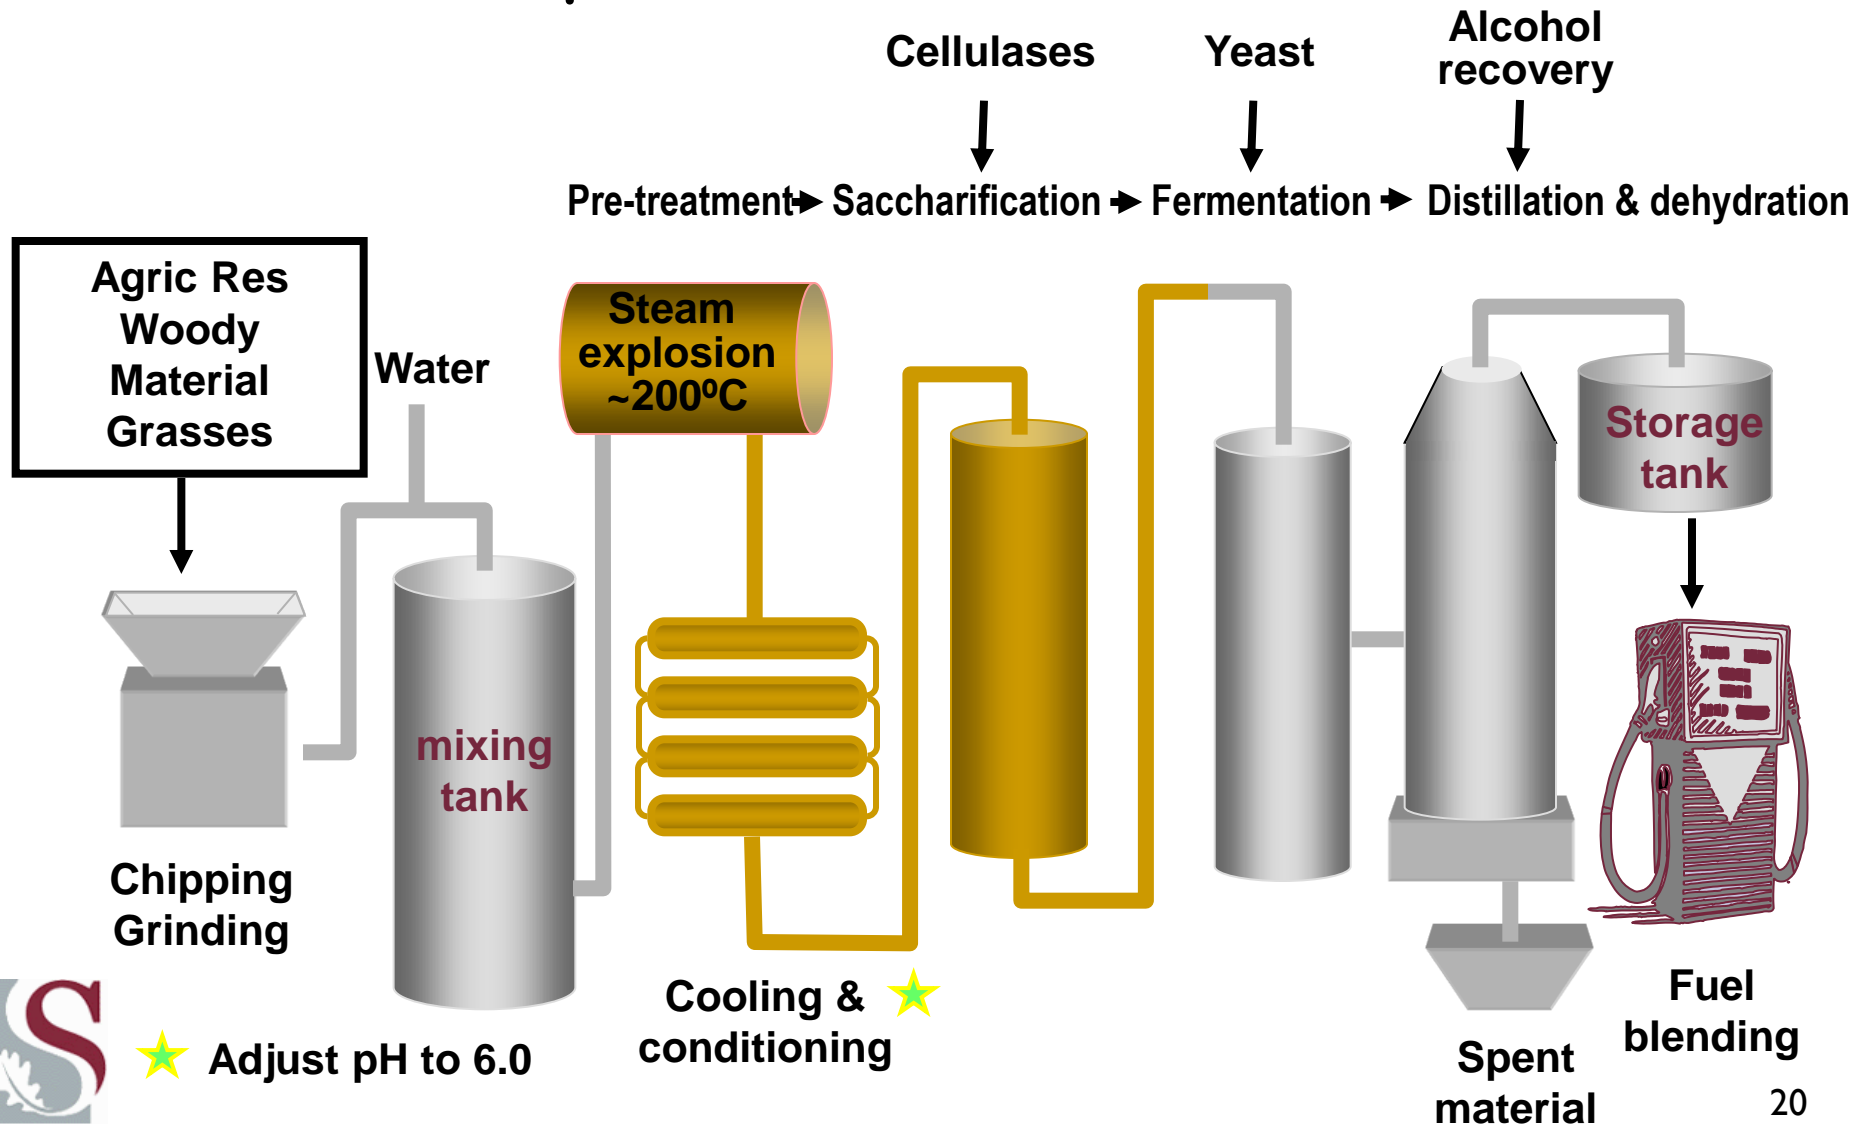 Cellulases
Yeast
Alcohol
recovery
Pre-treatment
Saccharification
Fermentation
Distillation & dehydration
Agric Res
Woody
Material
Grasses
Water
Steam
explosion
~200ºC
Storage
tank
mixing
tank
Chipping
Grinding
Cooling &
conditioning
Adjust pH to 6.0
Fuel
blending
Spent
material
20
S